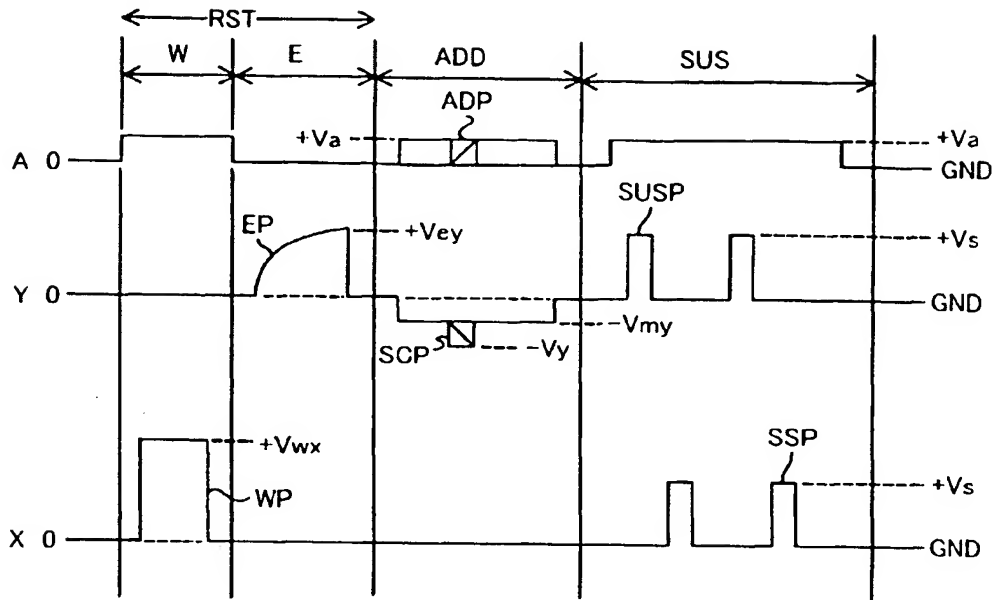 RST
W E ADD SUS
ADP
+Va +Va
A 0 GND
SUSP
EP +Vey +Vs
Y 0 GND
-Vmy
SCP -Vy
+Vwx SSP
WP +Vs
X 0 GND